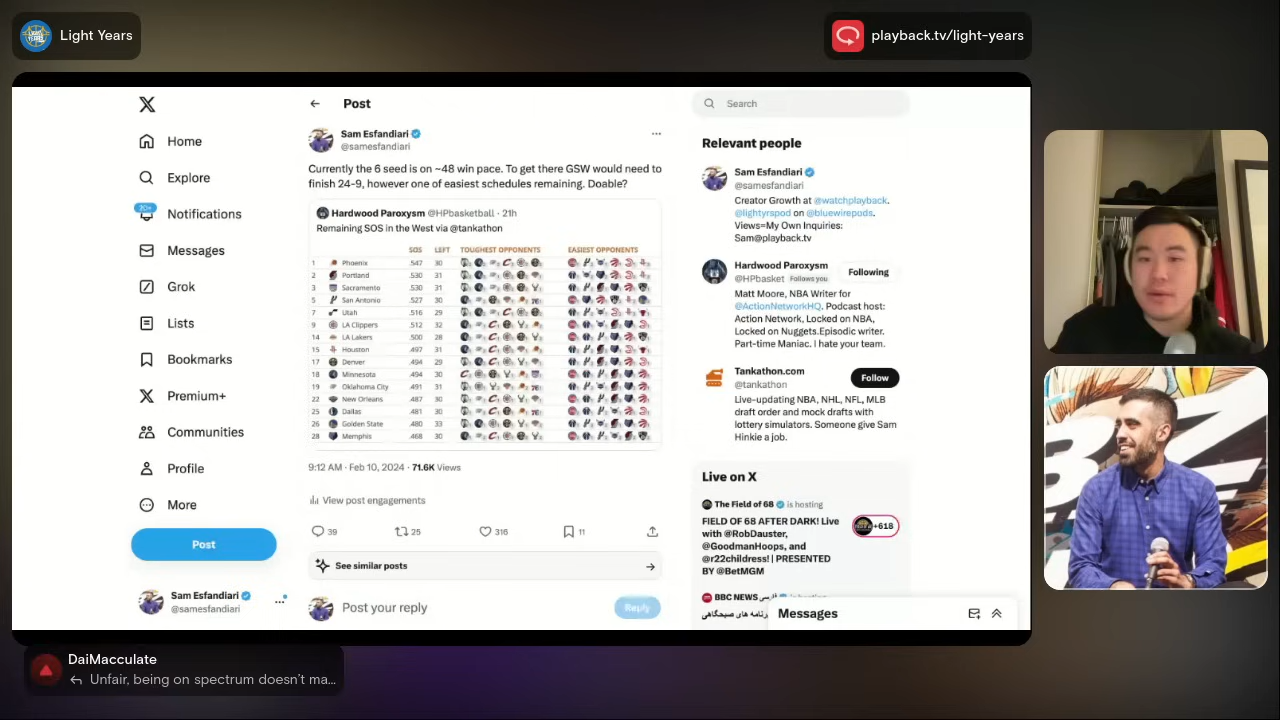 Light Years
playback.tv/light-years
Home
Explore
20+
Notifications
Messages
Grok
Lists
Bookmarks
Premium+
Communities
Profile
More
Post
Sam Esfandiari
@samesfandiari
Post
Sam Esfandiari
@samesfandiari
Currently the 6 seed is on ~48 win pace. To get there GSW would need to
finish 24-9, however one of easiest schedules remaining. Doable?
Hardwood Paroxysm @HPbasketball · 21h
Remaining SOS in the West via @tankathon
SOS LEFT TOUGHEST OPPONENTS EASIEST OPPONENTS
1 Phoenix .547 30
2 Portland .530 31
3 Sacramento .530 31
5 San Antonio .527 30
7 Utah .516 29
9 LA Clippers .512 32
14 LA Lakers .500 28
15 Houston .497 31
17 Denver .494 29
18 Minnesota .494 30
19 Oklahoma City .491 31
22 New Orleans .487 30
25 Dallas .481 30
26 Golden State .480 33
28 Memphis .468 30
9:12 AM · Feb 10, 2024 · 71.6K Views
View post engagements
39 25 316 11
See similar posts
Post your reply
Reply
Search
Relevant people
Sam Esfandiari
@samesfandiari
Creator Growth at @watchplayback.
@lightyrspod on @bluewirepods.
Views=My Own Inquiries:
Sam@playback.tv
Hardwood Paroxysm
@HPbasket Follows you
Following
Matt Moore, NBA Writer for
@ActionNetworkHQ. Podcast host:
Action Network, Locked on NBA,
Locked on Nuggets.Episodic writer.
Part-time Maniac. I hate your team.
Tankathon.com
@tankathon
Follow
Live-updating NBA, NHL, NFL, MLB
draft order and mock drafts with
lottery simulators. Someone give Sam
Hinkie a job.
Live on X
The Field of 68 is hosting
FIELD OF 68 AFTER DARK! Live
with @RobDauster,
@GoodmanHoops, and
@r22childress! | PRESENTED
BY @BetMGM
+618
BBC NEWS فارسی is hosting
Messages
DaiMacculate
Unfair, being on spectrum doesn't ma...